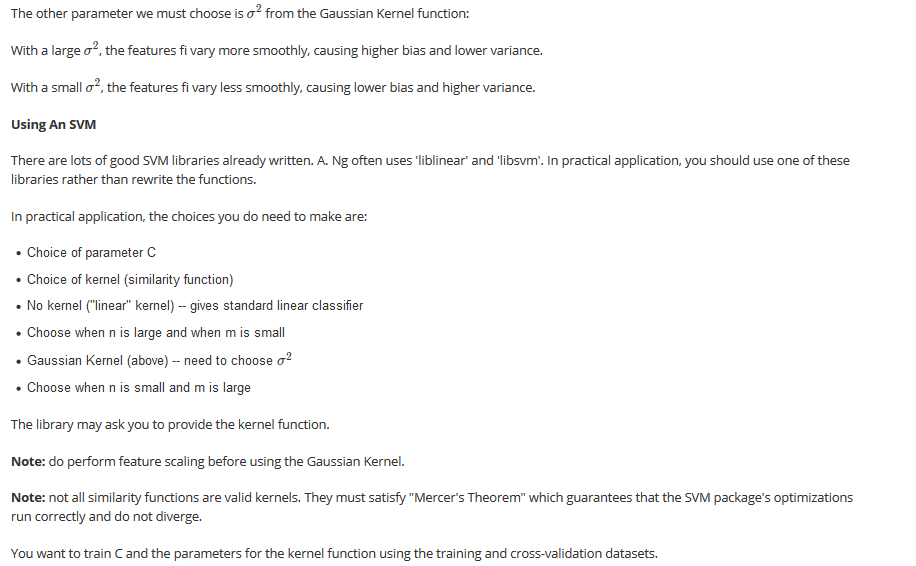 The other parameter we must choose is σ² from the Gaussian Kernel function:
With a large σ², the features fi vary more smoothly, causing higher bias and lower variance.
With a small σ², the features fi vary less smoothly, causing lower bias and higher variance.
Using An SVM
There are lots of good SVM libraries already written. A. Ng often uses 'liblinear' and 'libsvm'. In practical application, you should use one of these
libraries rather than rewrite the functions.
In practical application, the choices you do need to make are:
• Choice of parameter C
• Choice of kernel (similarity function)
• No kernel ("linear" kernel) -- gives standard linear classifier
• Choose when n is large and when m is small
• Gaussian Kernel (above) -- need to choose σ²
• Choose when n is small and m is large
The library may ask you to provide the kernel function.
Note: do perform feature scaling before using the Gaussian Kernel.
Note: not all similarity functions are valid kernels. They must satisfy "Mercer's Theorem" which guarantees that the SVM package's optimizations
run correctly and do not diverge.
You want to train C and the parameters for the kernel function using the training and cross-validation datasets.